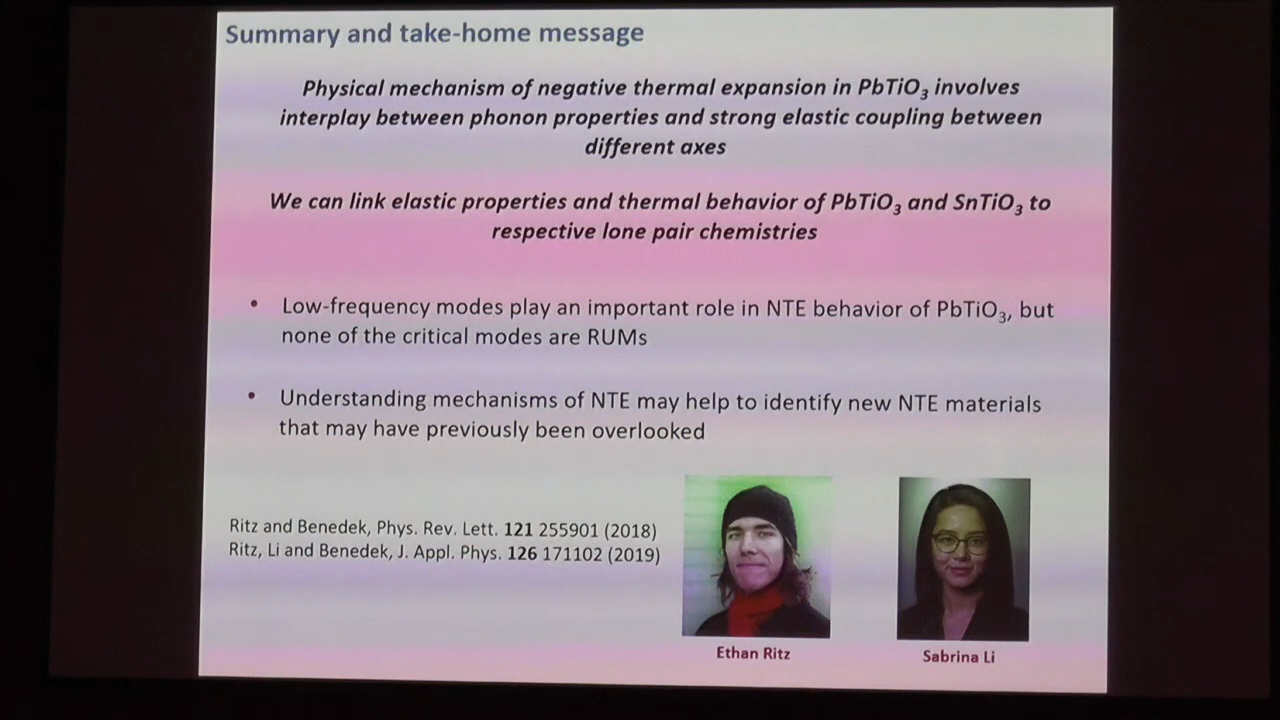 Summary and take-home message
Physical mechanism of negative thermal expansion in PbTiO₃ involves
interplay between phonon properties and strong elastic coupling between
different axes
We can link elastic properties and thermal behavior of PbTiO₃ and SnTiO₃ to
respective lone pair chemistries
• Low-frequency modes play an important role in NTE behavior of PbTiO₃, but
none of the critical modes are RUMs
• Understanding mechanisms of NTE may help to identify new NTE materials
that may have previously been overlooked
Ritz and Benedek, Phys. Rev. Lett. 121 255901 (2018)
Ritz, Li and Benedek, J. Appl. Phys. 126 171102 (2019)
Ethan Ritz
Sabrina Li